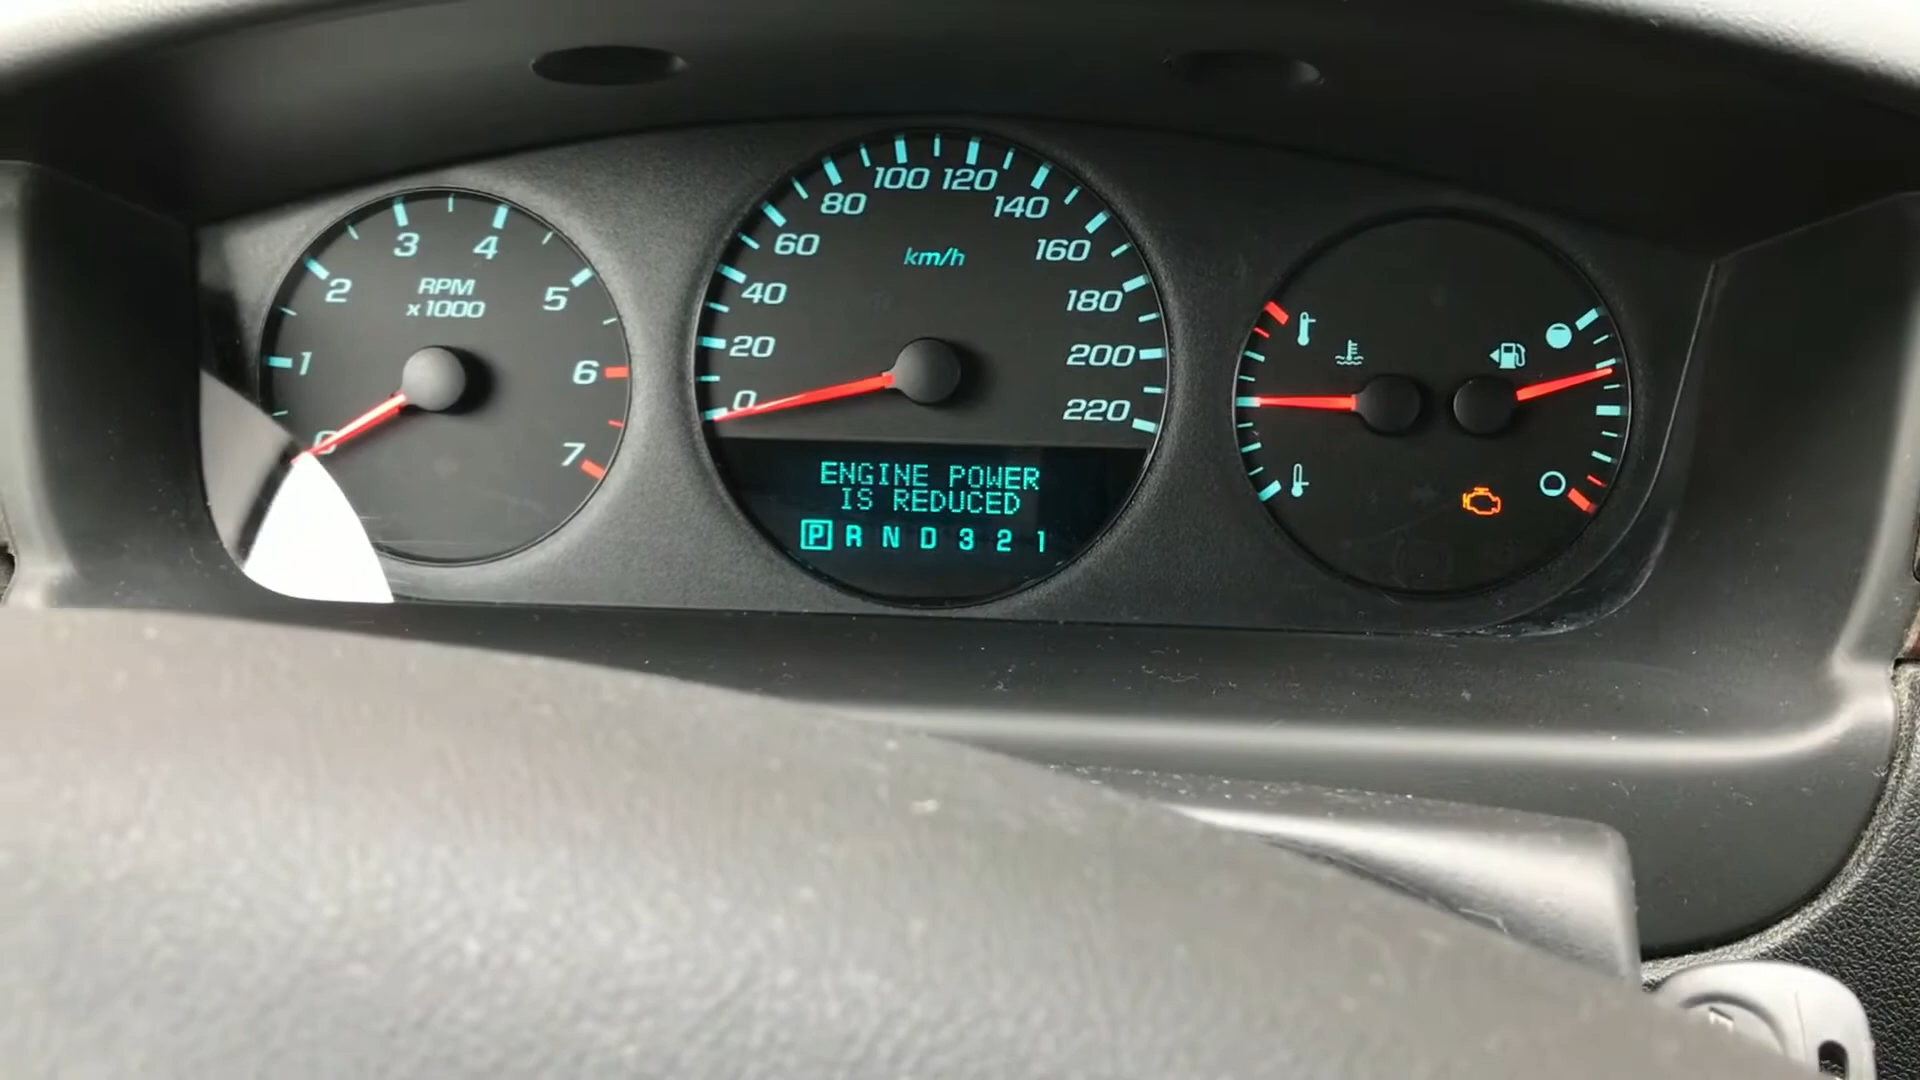 0 1 2 3 4 5 6 7
RPM
x1000
0 20 40 60 80 100 120 140 160 180 200 220
km/h
ENGINE POWER
IS REDUCED
P R N D 3 2 1